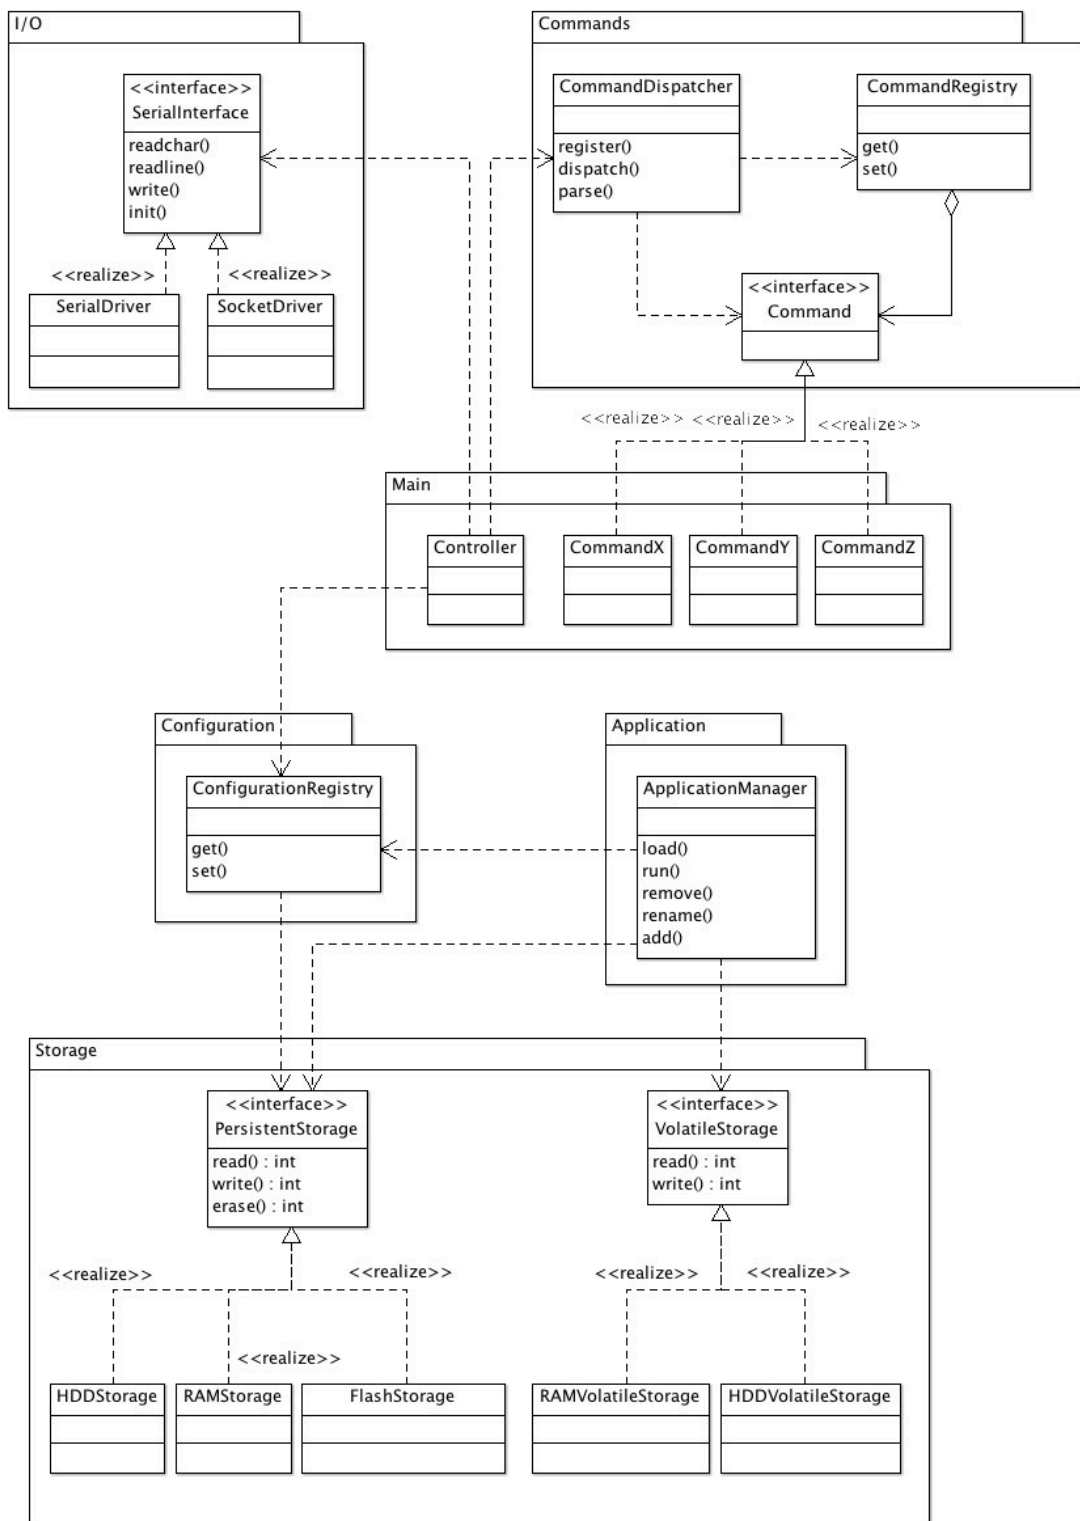 I/O
<<interface>>
SerialInterface
readchar()
readline()
write()
init()
<<realize>>
<<realize>>
SerialDriver
SocketDriver
Commands
CommandDispatcher
register()
dispatch()
parse()
CommandRegistry
get()
set()
<<interface>>
Command
<<realize>>
<<realize>>
<<realize>>
Main
Controller
CommandX
CommandY
CommandZ
Configuration
ConfigurationRegistry
get()
set()
Application
ApplicationManager
load()
run()
remove()
rename()
add()
Storage
<<interface>>
PersistentStorage
read() : int
write() : int
erase() : int
<<interface>>
VolatileStorage
read() : int
write() : int
<<realize>>
<<realize>>
<<realize>>
<<realize>>
<<realize>>
HDDStorage
RAMStorage
FlashStorage
RAMVolatileStorage
HDDVolatileStorage